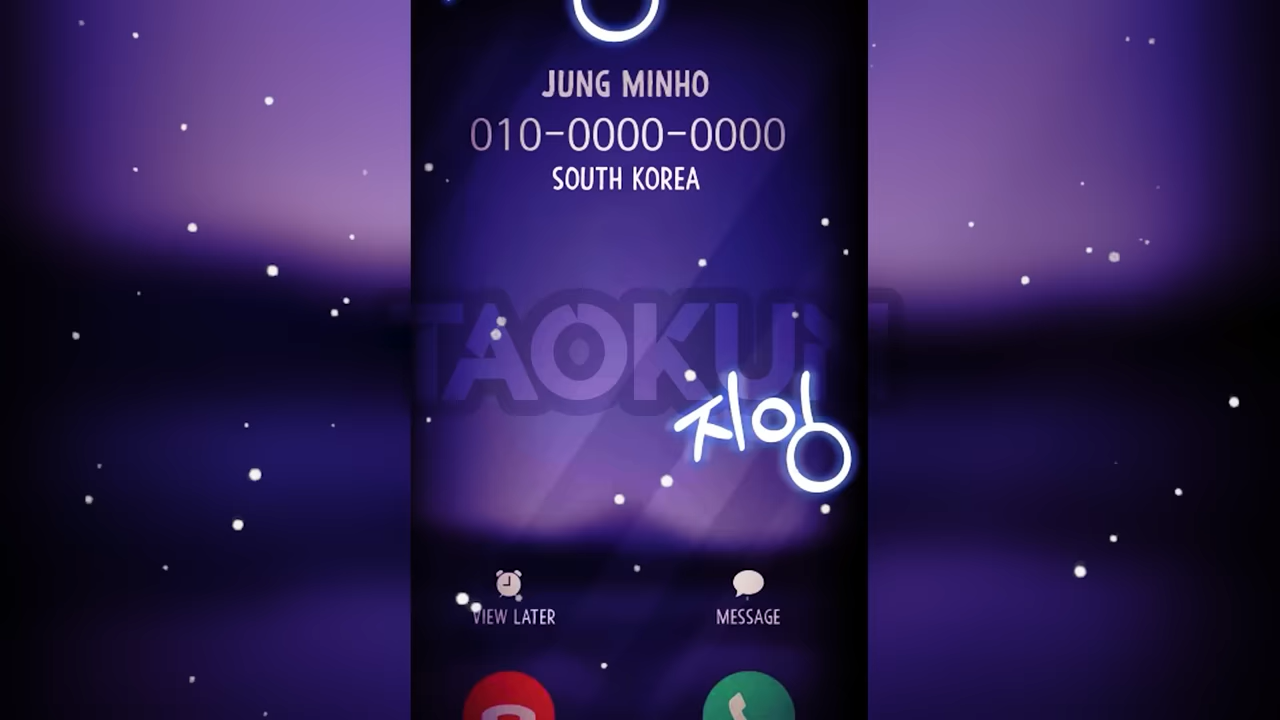 JUNG MINHO
010-0000-0000
SOUTH KOREA
TAOKUN
지잉
VIEW LATER
MESSAGE